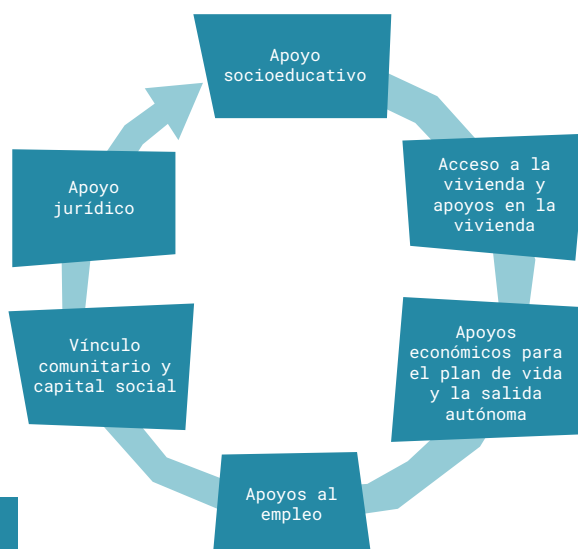 Apoyo
socioeducativo
Acceso a la
vivienda y
apoyos en la
vivienda
Apoyos
económicos para
el plan de vida
y la salida
autónoma
Apoyos al
empleo
Vínculo
comunitario y
capital social
Apoyo
jurídico